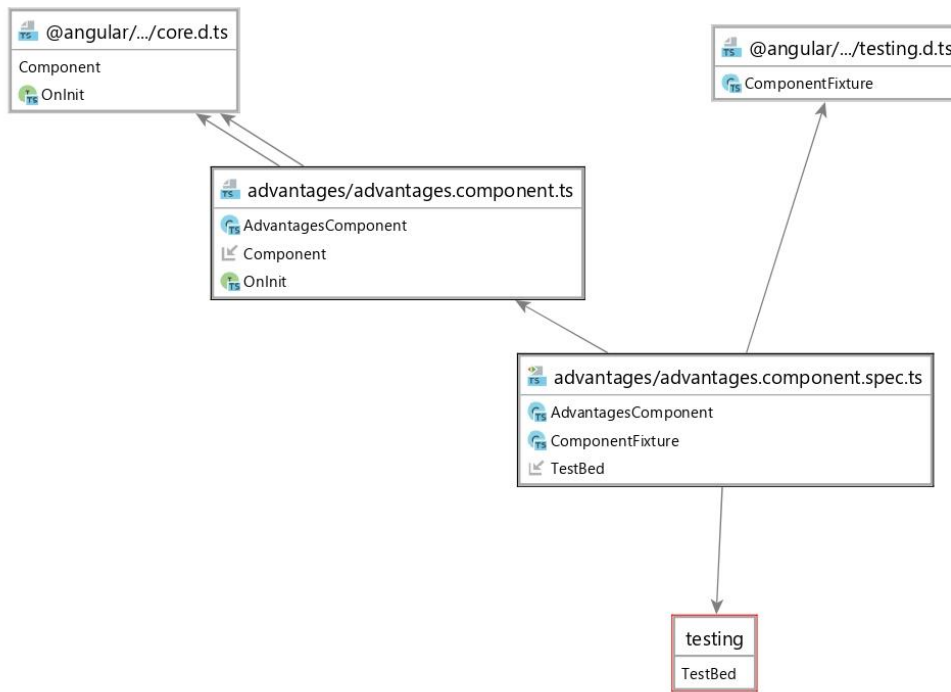 @angular/.../core.d.ts
Component
OnInit
@angular/.../testing.d.ts
ComponentFixture
advantages/advantages.component.ts
AdvantagesComponent
Component
OnInit
advantages/advantages.component.spec.ts
AdvantagesComponent
ComponentFixture
TestBed
testing
TestBed